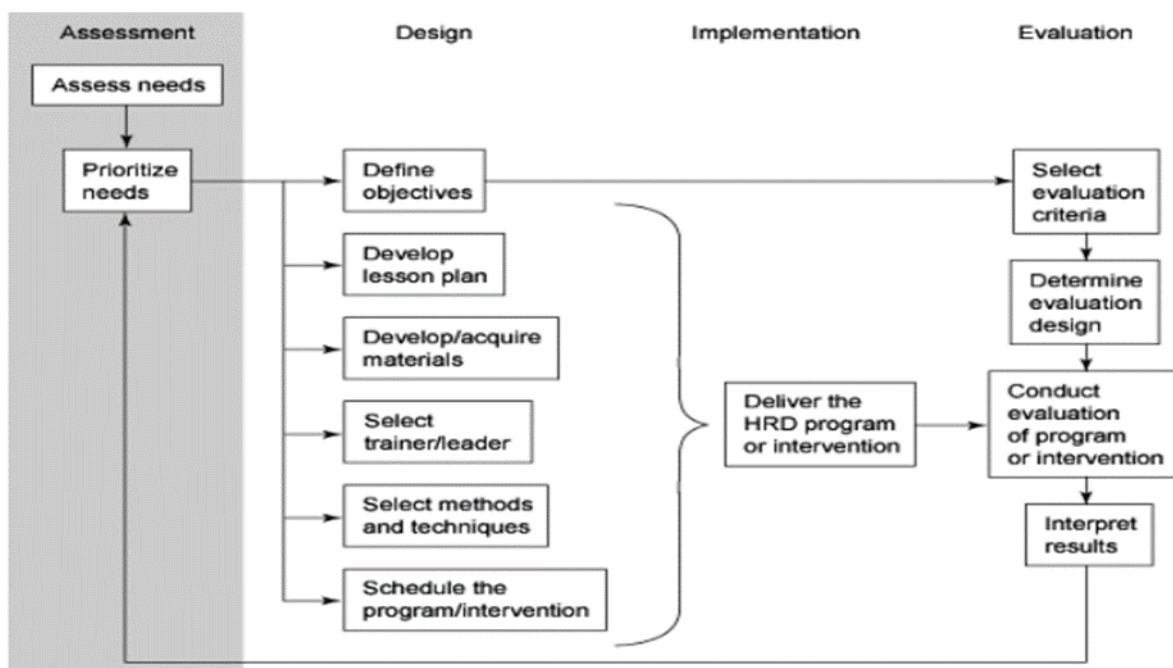 Assessment
Design
Implementation
Evaluation
Assess needs
Prioritize
needs
Define
objectives
Develop
lesson plan
Develop/acquire
materials
Select
trainer/leader
Select methods
and techniques
Schedule the
program/intervention
Deliver the
HRD program
or intervention
Select
evaluation
criteria
Determine
evaluation
design
Conduct
evaluation
of program
or intervention
Interpret
results